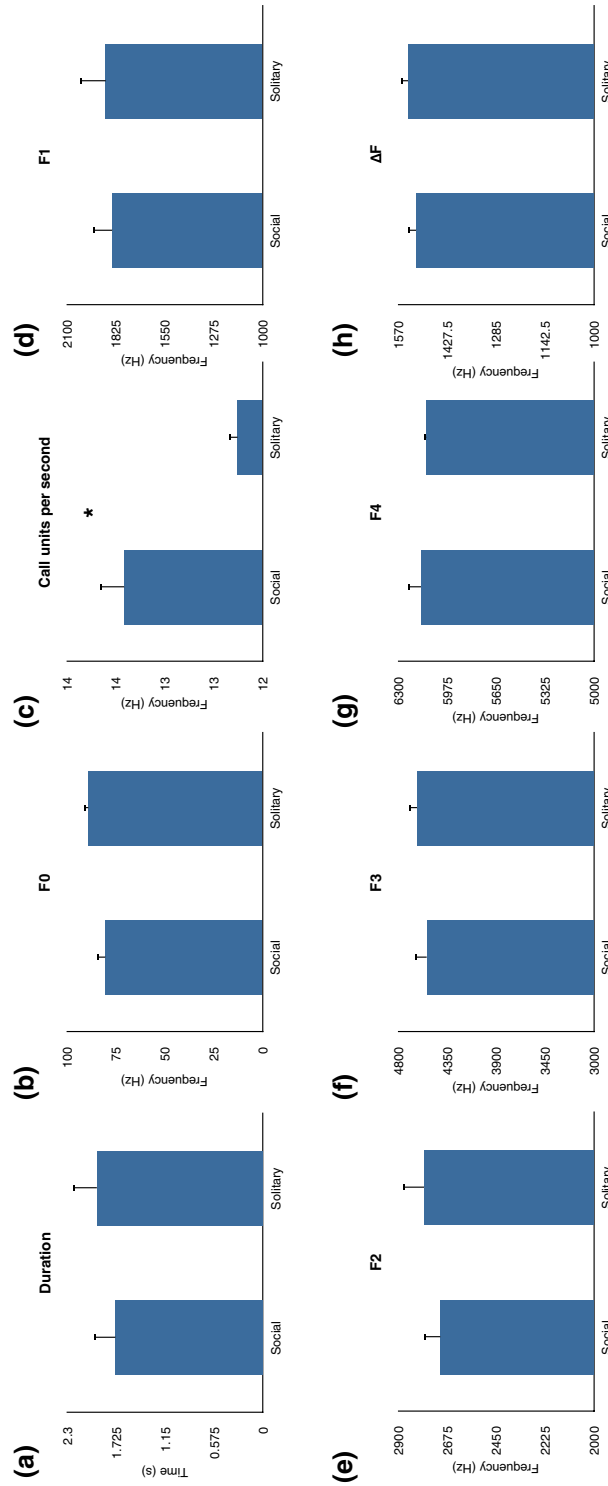 (a)
Duration
Time (s)
2.3
1.725
1.15
0.575
0
Social
Solitary
(b)
F0
Frequency (Hz)
100
75
50
25
0
Social
Solitary
(c)
Call units per second
*
Frequency (Hz)
14
14
13
13
12
Social
Solitary
(d)
F1
Frequency (Hz)
2100
1825
1550
1275
1000
Social
Solitary
(e)
F2
Frequency (Hz)
2900
2675
2450
2225
2000
Social
Solitary
(f)
F3
Frequency (Hz)
4800
4350
3900
3450
3000
Social
Solitary
(g)
F4
Frequency (Hz)
6300
5975
5650
5325
5000
Social
Solitary
(h)
ΔF
Frequency (Hz)
1570
1427.5
1285
1142.5
1000
Social
Solitary